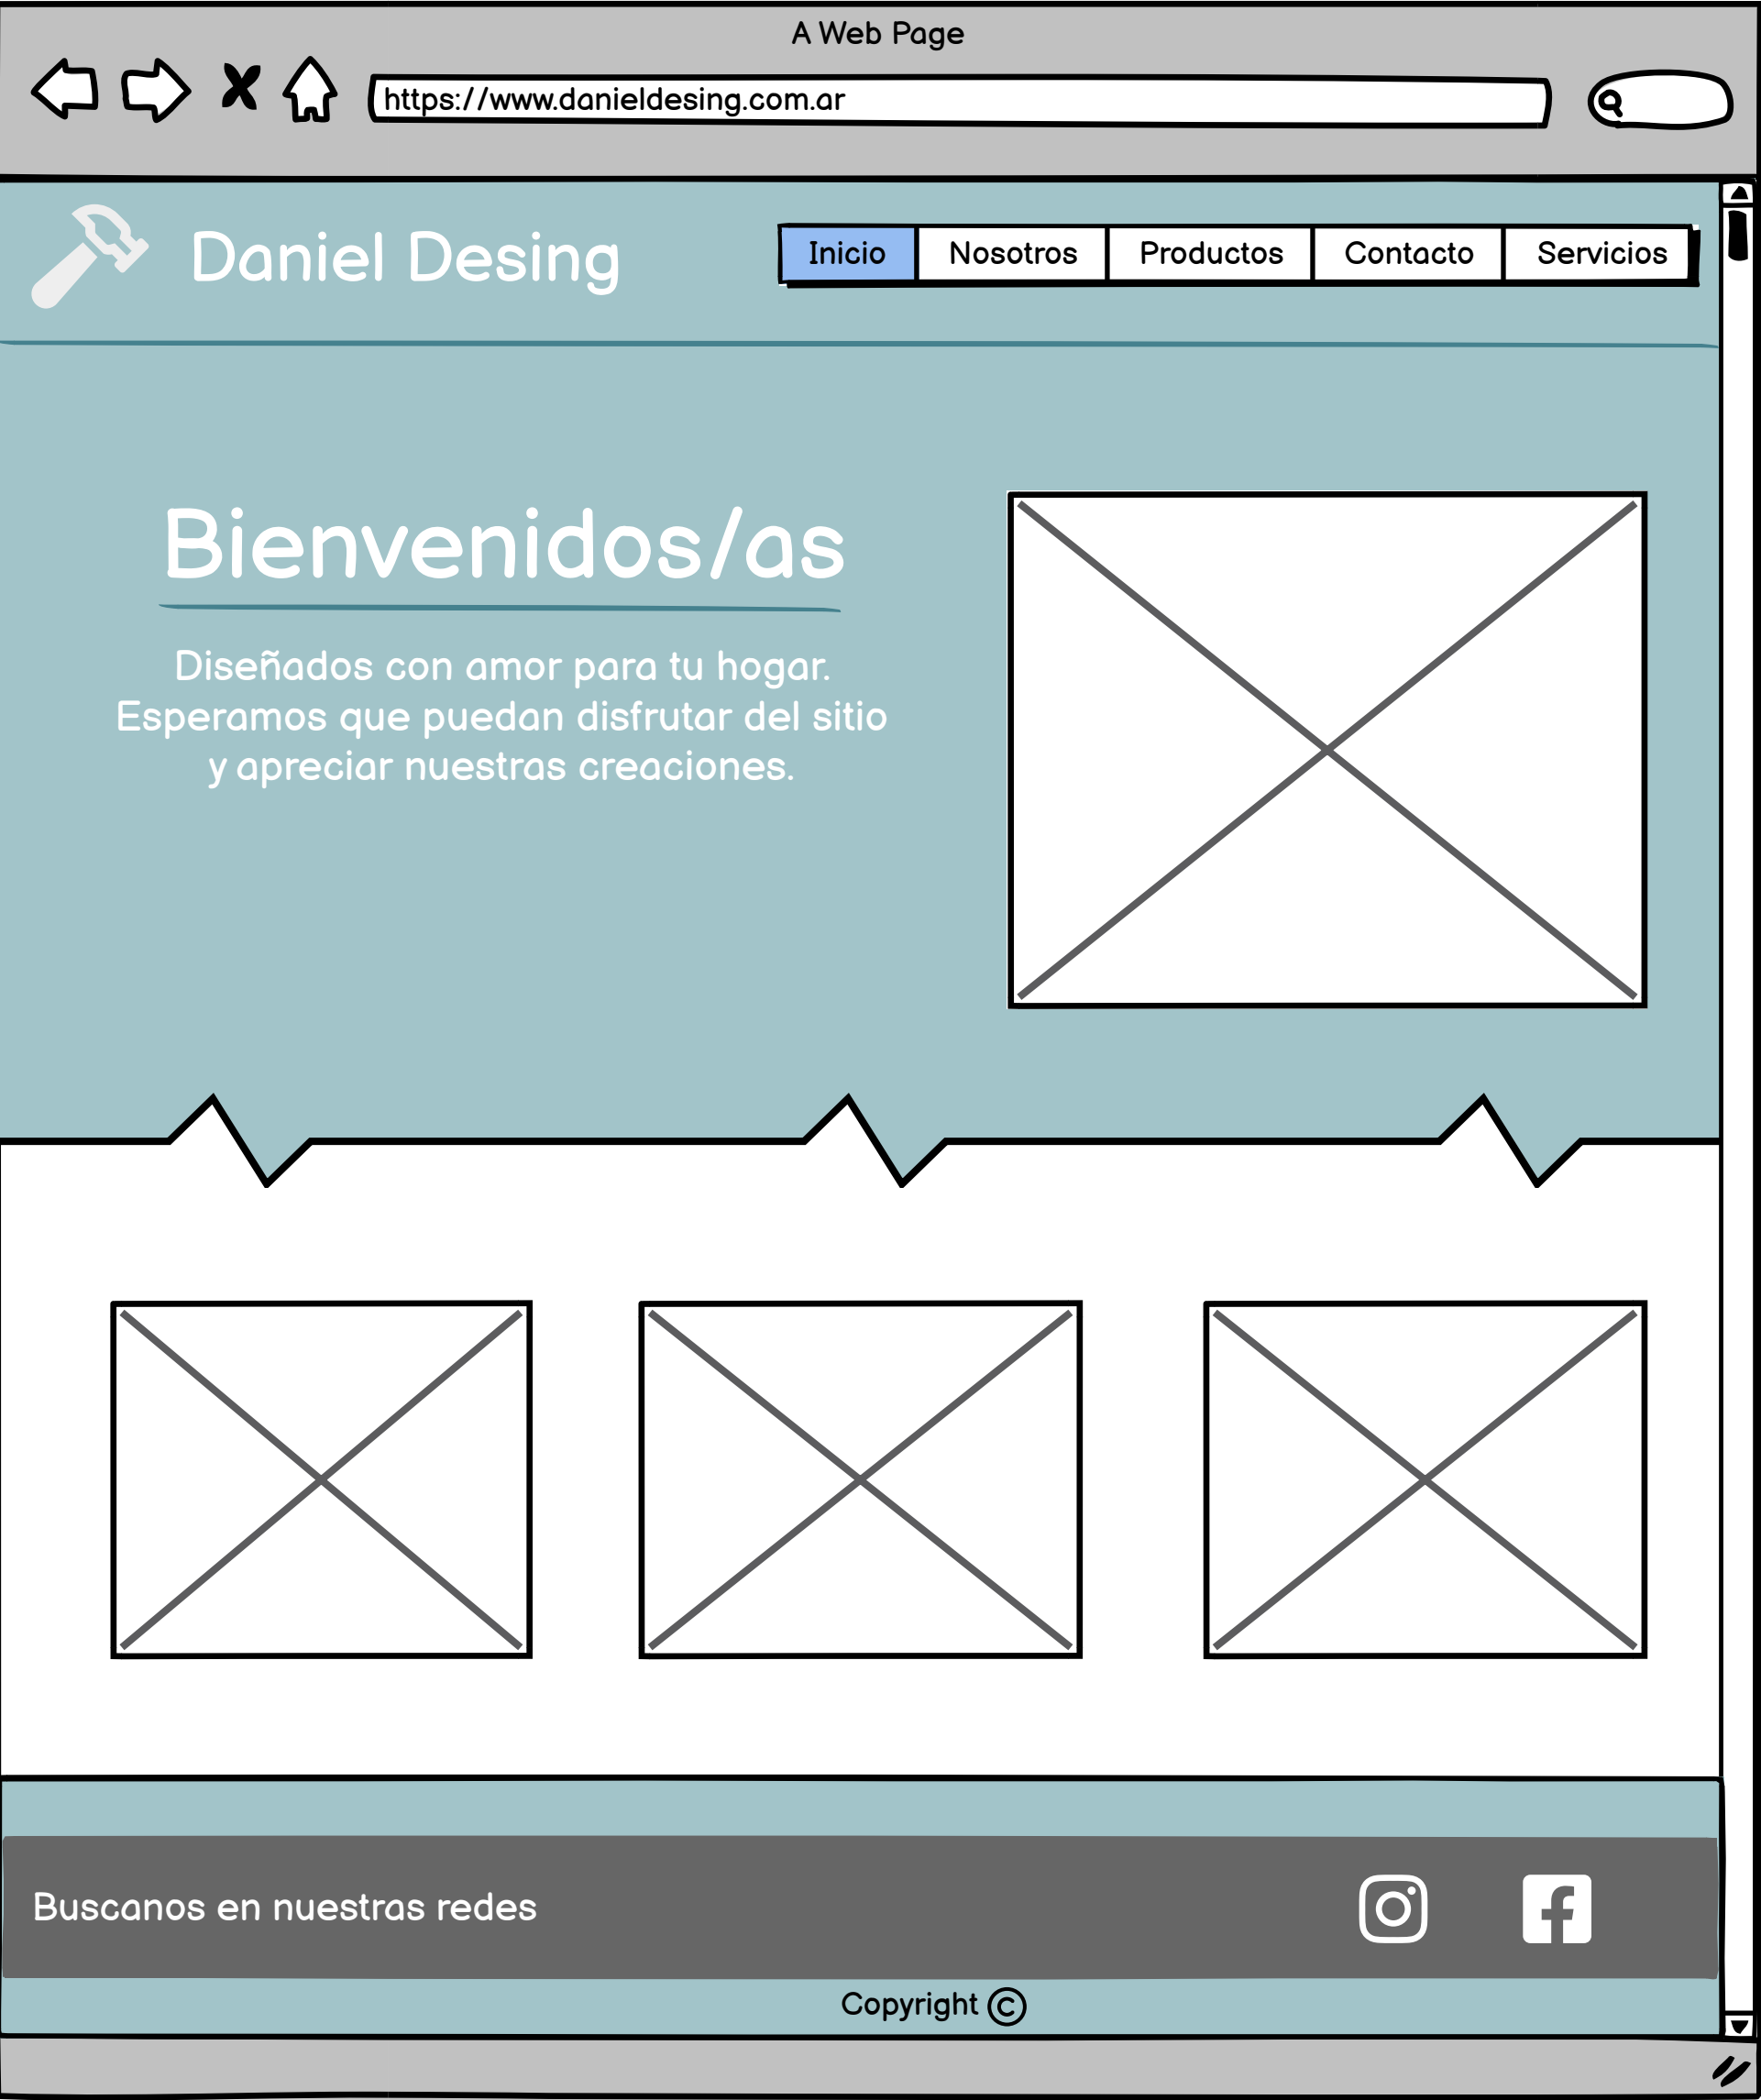 A Web Page
https://www.danieldesing.com.ar
Daniel Desing
Inicio Nosotros Productos Contacto Servicios
Bienvenidos/as
Diseñados con amor para tu hogar.
Esperamos que puedan disfrutar del sitio
y apreciar nuestras creaciones.
Buscanos en nuestras redes
Copyright ©